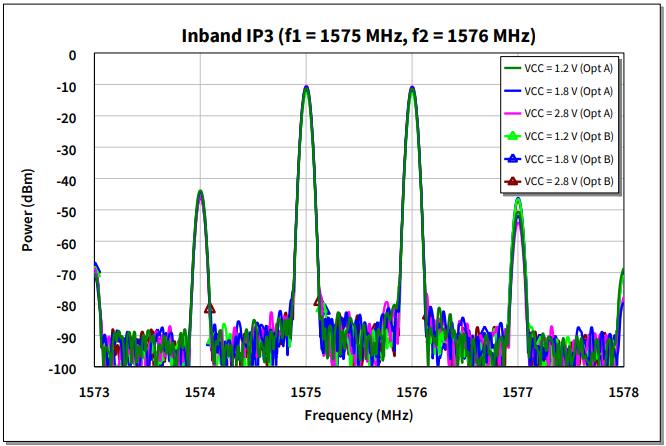 Inband IP3 (f1 = 1575 MHz, f2 = 1576 MHz)
0
-10
-20
-30
-40
-50
-60
-70
-80
-90
-100
Power (dBm)
VCC = 1.2 V (Opt A)
VCC = 1.8 V (Opt A)
VCC = 2.8 V (Opt A)
VCC = 1.2 V (Opt B)
VCC = 1.8 V (Opt B)
VCC = 2.8 V (Opt B)
1573 1574 1575 1576 1577 1578
Frequency (MHz)